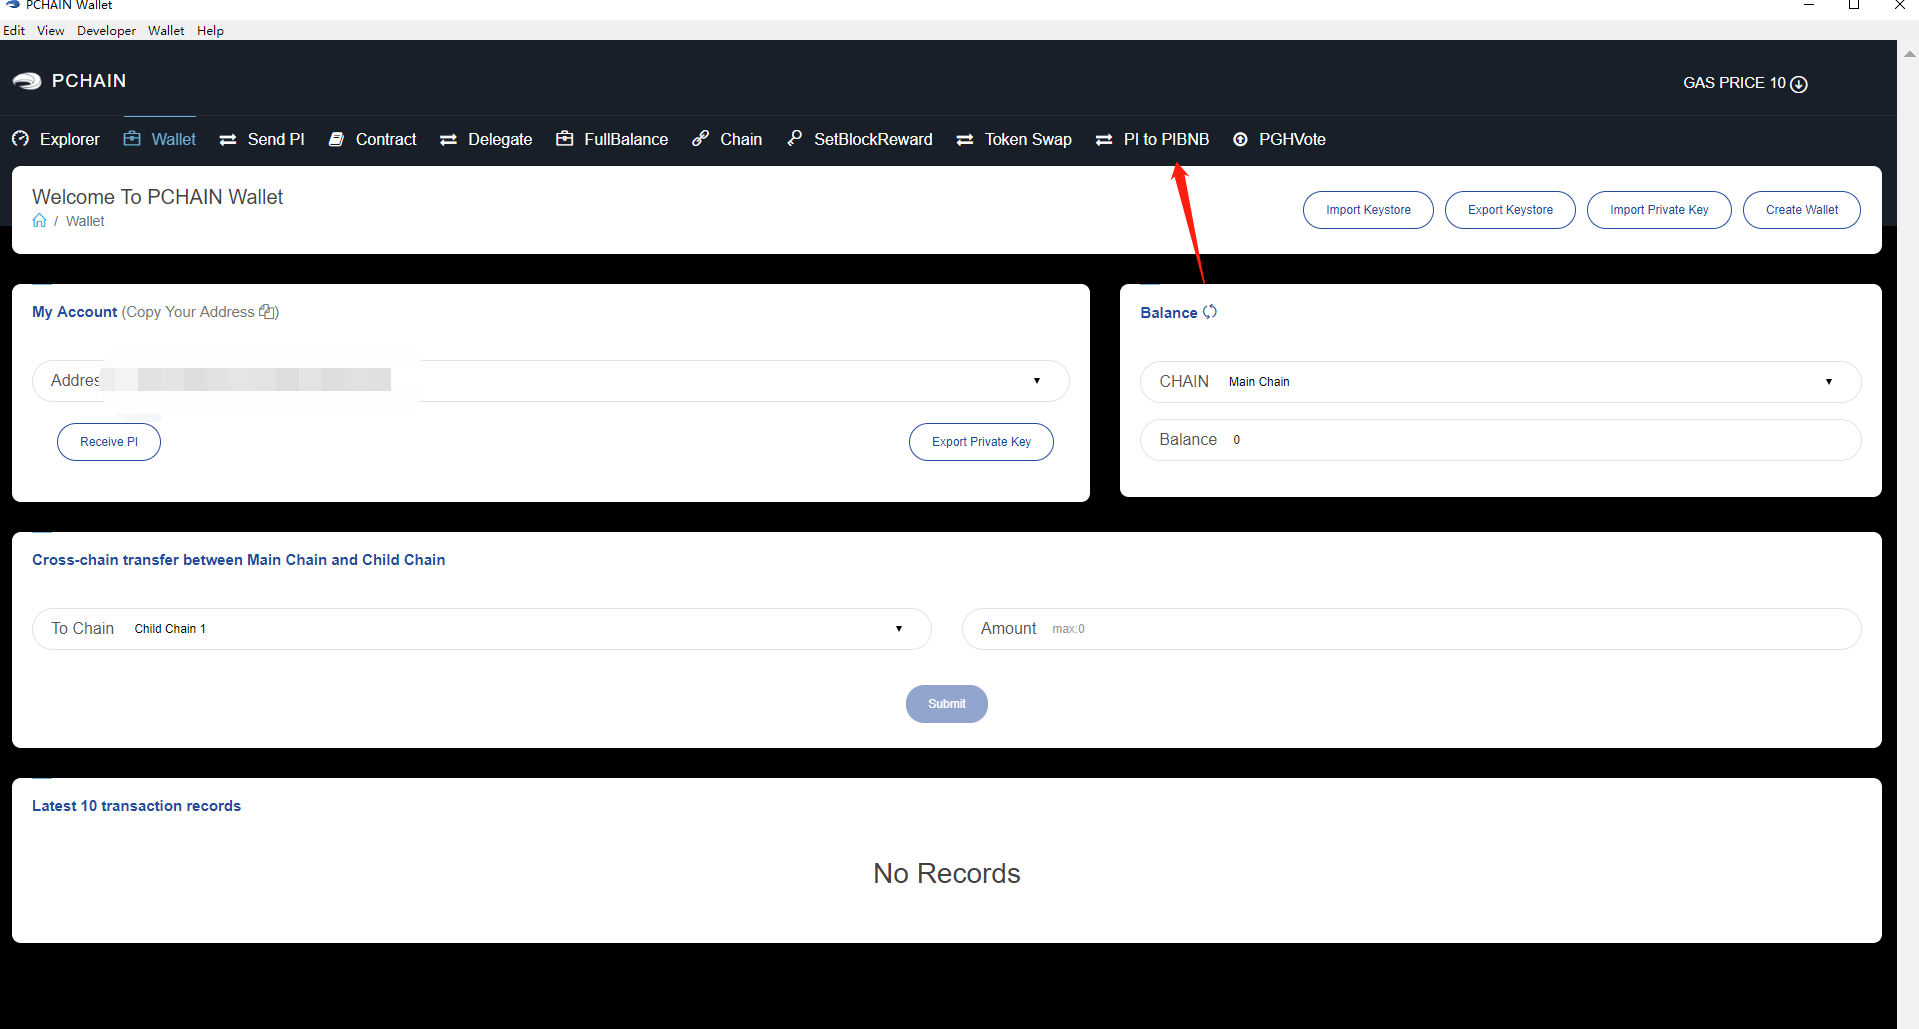 PCHAIN Wallet
Edit View Developer Wallet Help
PCHAIN
GAS PRICE 10
Explorer Wallet Send PI Contract Delegate FullBalance Chain SetBlockReward Token Swap PI to PIBNB PGHVote
Welcome To PCHAIN Wallet
/ Wallet
Import Keystore Export Keystore Import Private Key Create Wallet
My Account (Copy Your Address )
Balance
Addres
CHAIN Main Chain
Balance 0
Receive PI Export Private Key
Cross-chain transfer between Main Chain and Child Chain
To Chain Child Chain 1
Amount max:0
Submit
Latest 10 transaction records
No Records